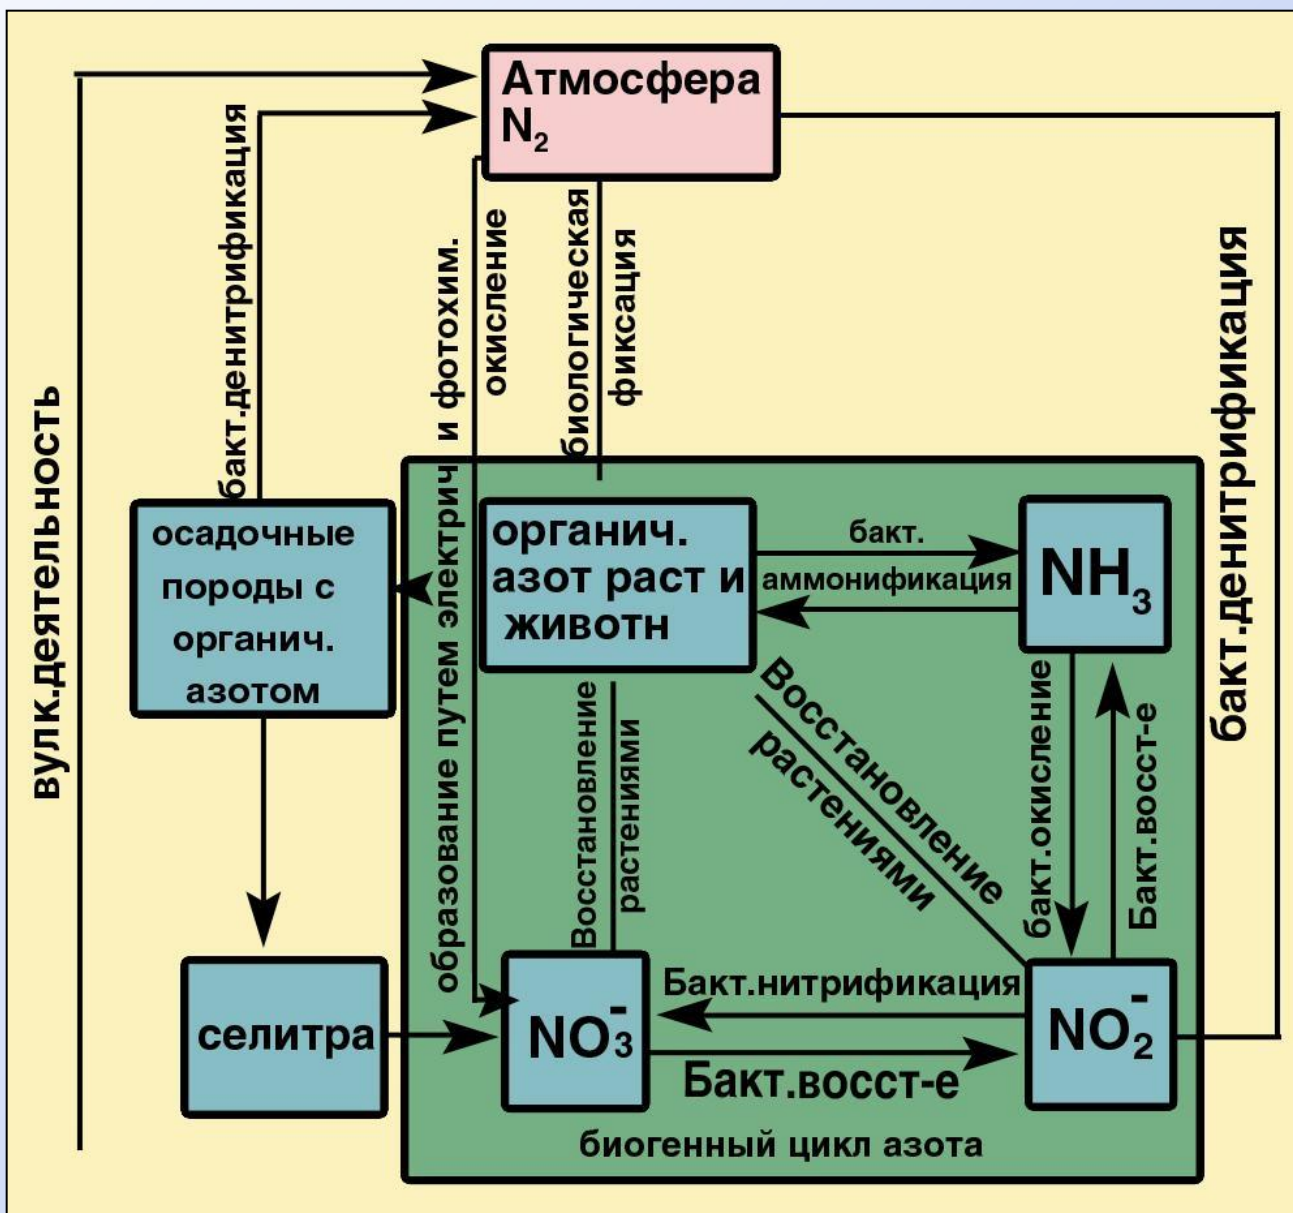 Атмосфера
N2
вулк.деятельность
бакт.денитрификация
образование путем электрич и фотохим.
окисление
биологическая
фиксация
бакт.денитрификация
осадочные
породы с
органич.
азотом
органич.
азот раст и
животн
бакт.
аммонификация
NH3
Восстановление
растениями
Восстановление
растениями
бакт.окисление
Бакт.восст-е
селитра
NO3-
Бакт.нитрификация
Бакт.восст-е
NO2-
биогенный цикл азота